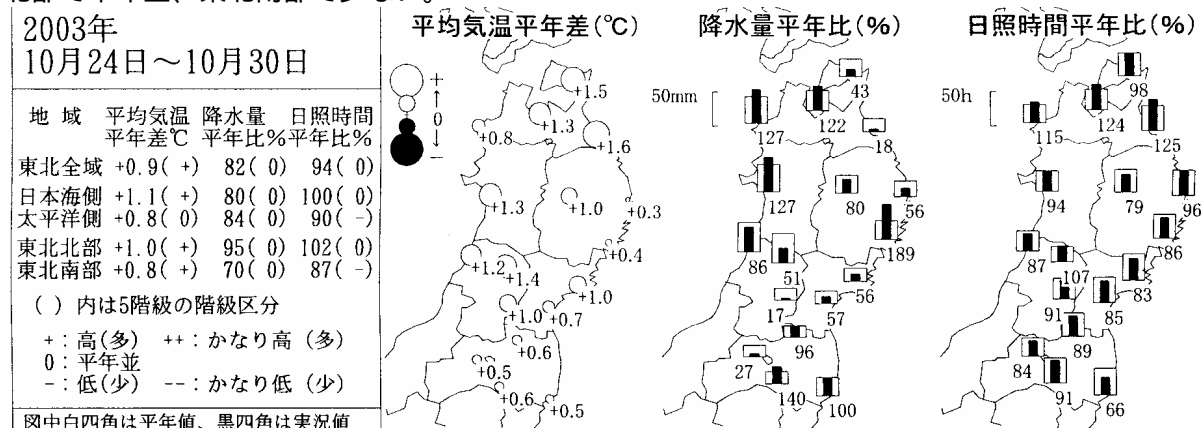 2003年
10月24日～10月30日
地 域 平均気温 降水量 日照時間
平年差℃ 平年比% 平年比%
東北全域 +0.9( +) 82( 0) 94( 0)
日本海側 +1.1( +) 80( 0) 100( 0)
太平洋側 +0.8( 0) 84( 0) 90( -)
東北北部 +1.0( +) 95( 0) 102( 0)
東北南部 +0.8( +) 70( 0) 87( -)
( ) 内は5階級の階級区分
+：高(多) ++：かなり高 (多)
0：平年並
-：低(少) --：かなり低 (少)
図中白四角は平年値、黒四角は実況値
平均気温平年差(℃)
+
↑
0
↓
-
+1.5
+1.3
+0.8
+1.6
+1.3
+1.0
+0.3
+0.4
+1.2
+1.4
+1.0
+1.0
+0.7
+0.6
+0.5
+0.6
+0.5
降水量平年比(%)
50mm
43
127
122
18
127
80
56
189
86
51
56
17
57
96
27
140
100
日照時間平年比(%)
50h
98
115
124
125
94
79
96
86
87
107
83
91
85
89
84
91
66